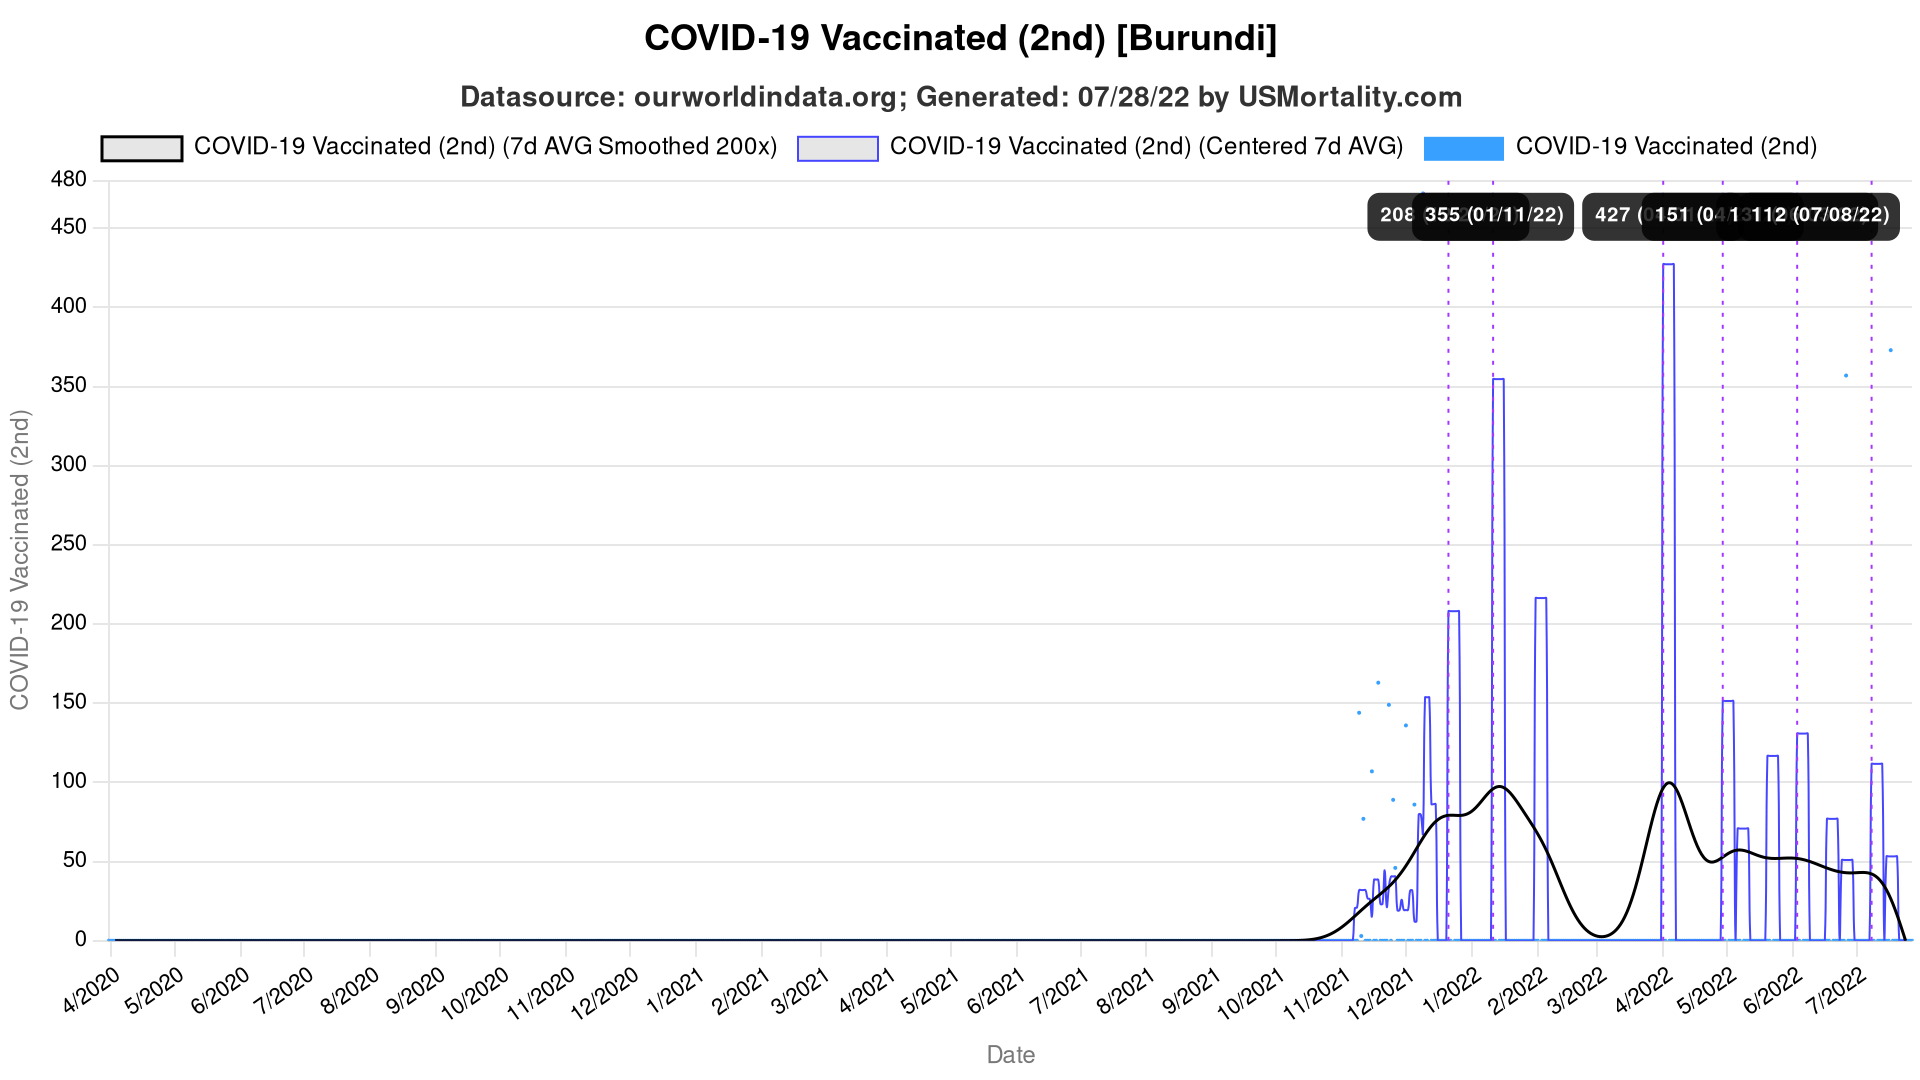 COVID-19 Vaccinated (2nd) [Burundi]
Datasource: ourworldindata.org; Generated: 07/28/22 by USMortality.com
COVID-19 Vaccinated (2nd) (7d AVG Smoothed 200x) COVID-19 Vaccinated (2nd) (Centered 7d AVG) COVID-19 Vaccinated (2nd)
480
450
400
350
300
250
200
150
100
50
0
208 355 (01/11/22) 427 151 112 (07/08/22)
COVID-19 Vaccinated (2nd)
4/2020 5/2020 6/2020 7/2020 8/2020 9/2020 10/2020 11/2020 12/2020 1/2021 2/2021 3/2021 4/2021 5/2021 6/2021 7/2021 8/2021 9/2021 10/2021 11/2021 12/2021 1/2022 2/2022 3/2022 4/2022 5/2022 6/2022 7/2022
Date